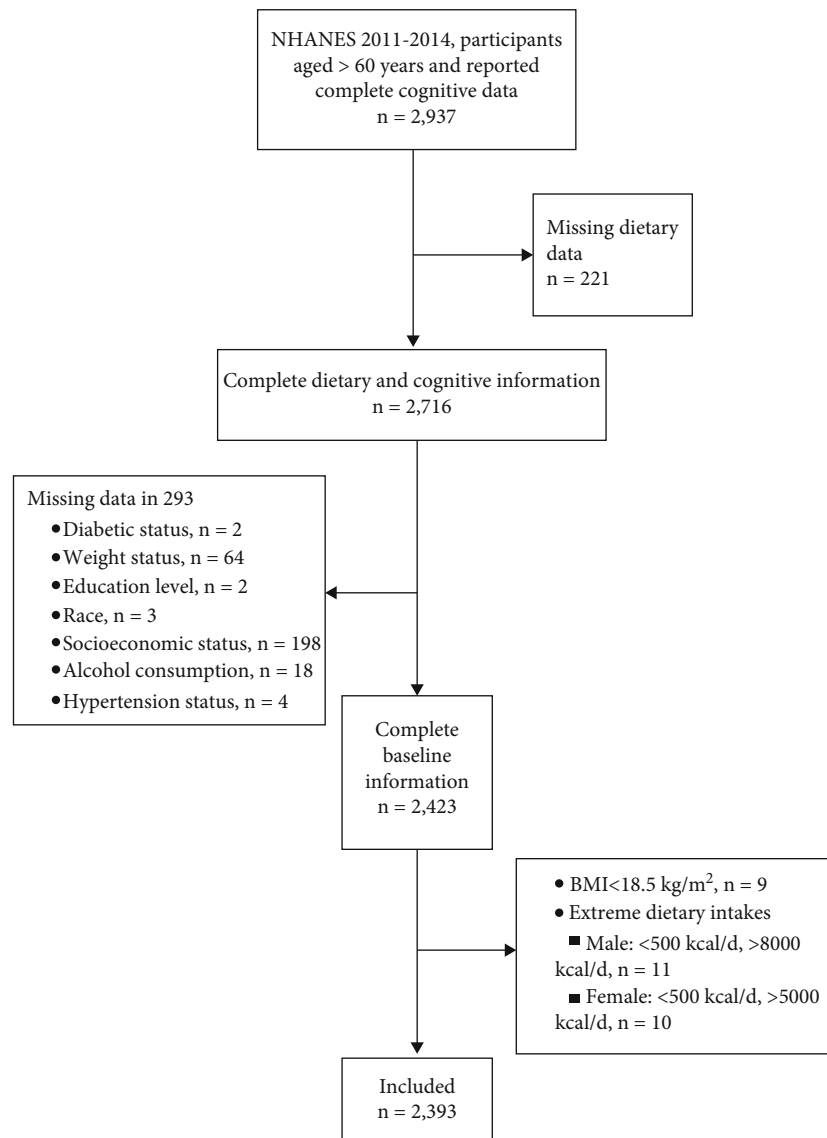 NHANES 2011-2014, participants
aged > 60 years and reported
complete cognitive data
n = 2,937
Missing dietary
data
n = 221
Complete dietary and cognitive information
n = 2,716
Missing data in 293
● Diabetic status, n = 2
● Weight status, n = 64
● Education level, n = 2
● Race, n = 3
● Socioeconomic status, n = 198
● Alcohol consumption, n = 18
● Hypertension status, n = 4
Complete
baseline
information
n = 2,423
● BMI<18.5 kg/m², n = 9
● Extreme dietary intakes
■ Male: <500 kcal/d, >8000
kcal/d, n = 11
■ Female: <500 kcal/d, >5000
kcal/d, n = 10
Included
n = 2,393